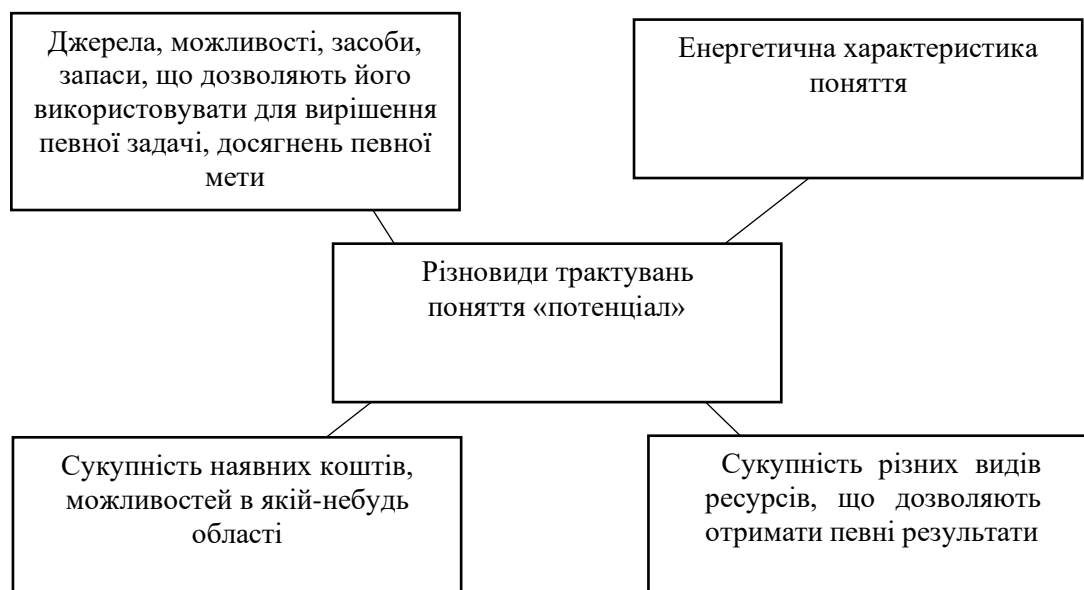 Джерела, можливості, засоби,
запаси, що дозволяють його
використовувати для вирішення
певної задачі, досягнень певної
мети
Енергетична характеристика
поняття
Різновиди трактувань
поняття «потенціал»
Сукупність наявних коштів,
можливостей в якій-небудь
області
Сукупність різних видів
ресурсів, що дозволяють
отримати певні результати